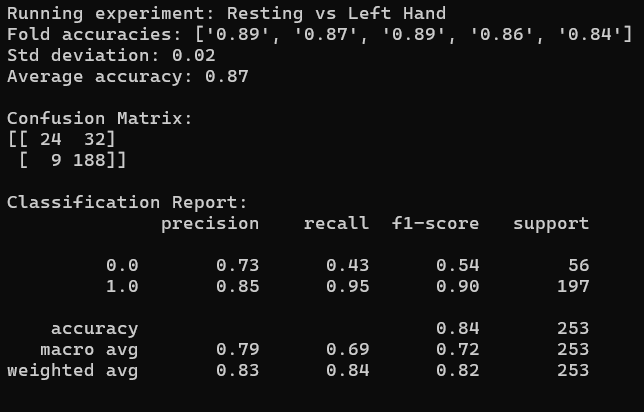 Running experiment: Resting vs Left Hand
Fold accuracies: ['0.89', '0.87', '0.89', '0.86', '0.84']
Std deviation: 0.02
Average accuracy: 0.87
Confusion Matrix:
[[ 24  32]
 [  9 188]]
Classification Report:
              precision    recall  f1-score   support
         0.0       0.73      0.43      0.54        56
         1.0       0.85      0.95      0.90       197
    accuracy                           0.84       253
   macro avg       0.79      0.69      0.72       253
weighted avg       0.83      0.84      0.82       253